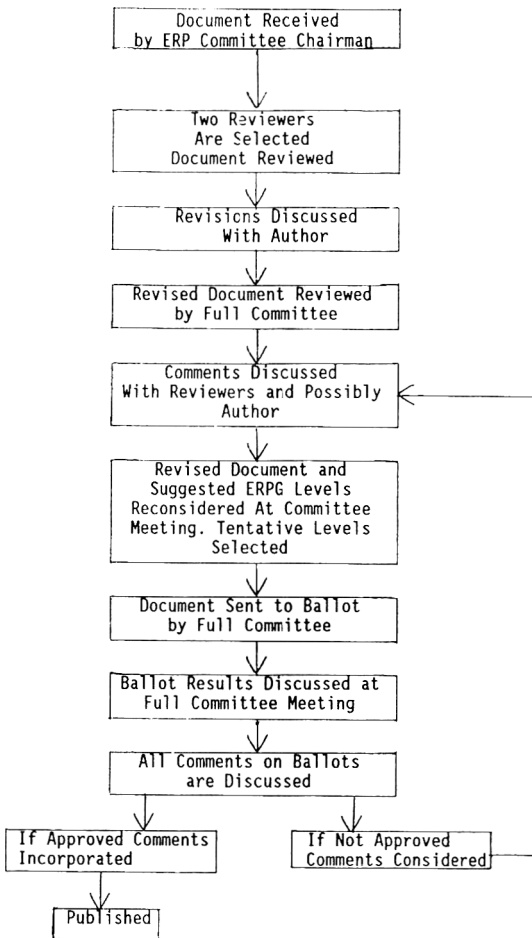 Document Received
by ERP Committee Chairman
Two Reviewers
Are Selected
Document Reviewed
Revisions Discussed
With Author
Revised Document Reviewed
by Full Committee
Comments Discussed
With Reviewers and Possibly
Author
Revised Document and
Suggested ERPG Levels
Reconsidered At Committee
Meeting. Tentative Levels
Selected
Document Sent to Ballot
by Full Committee
Ballot Results Discussed at
Full Committee Meeting
All Comments on Ballots
are Discussed
If Approved Comments
Incorporated
If Not Approved
Comments Considered
Published